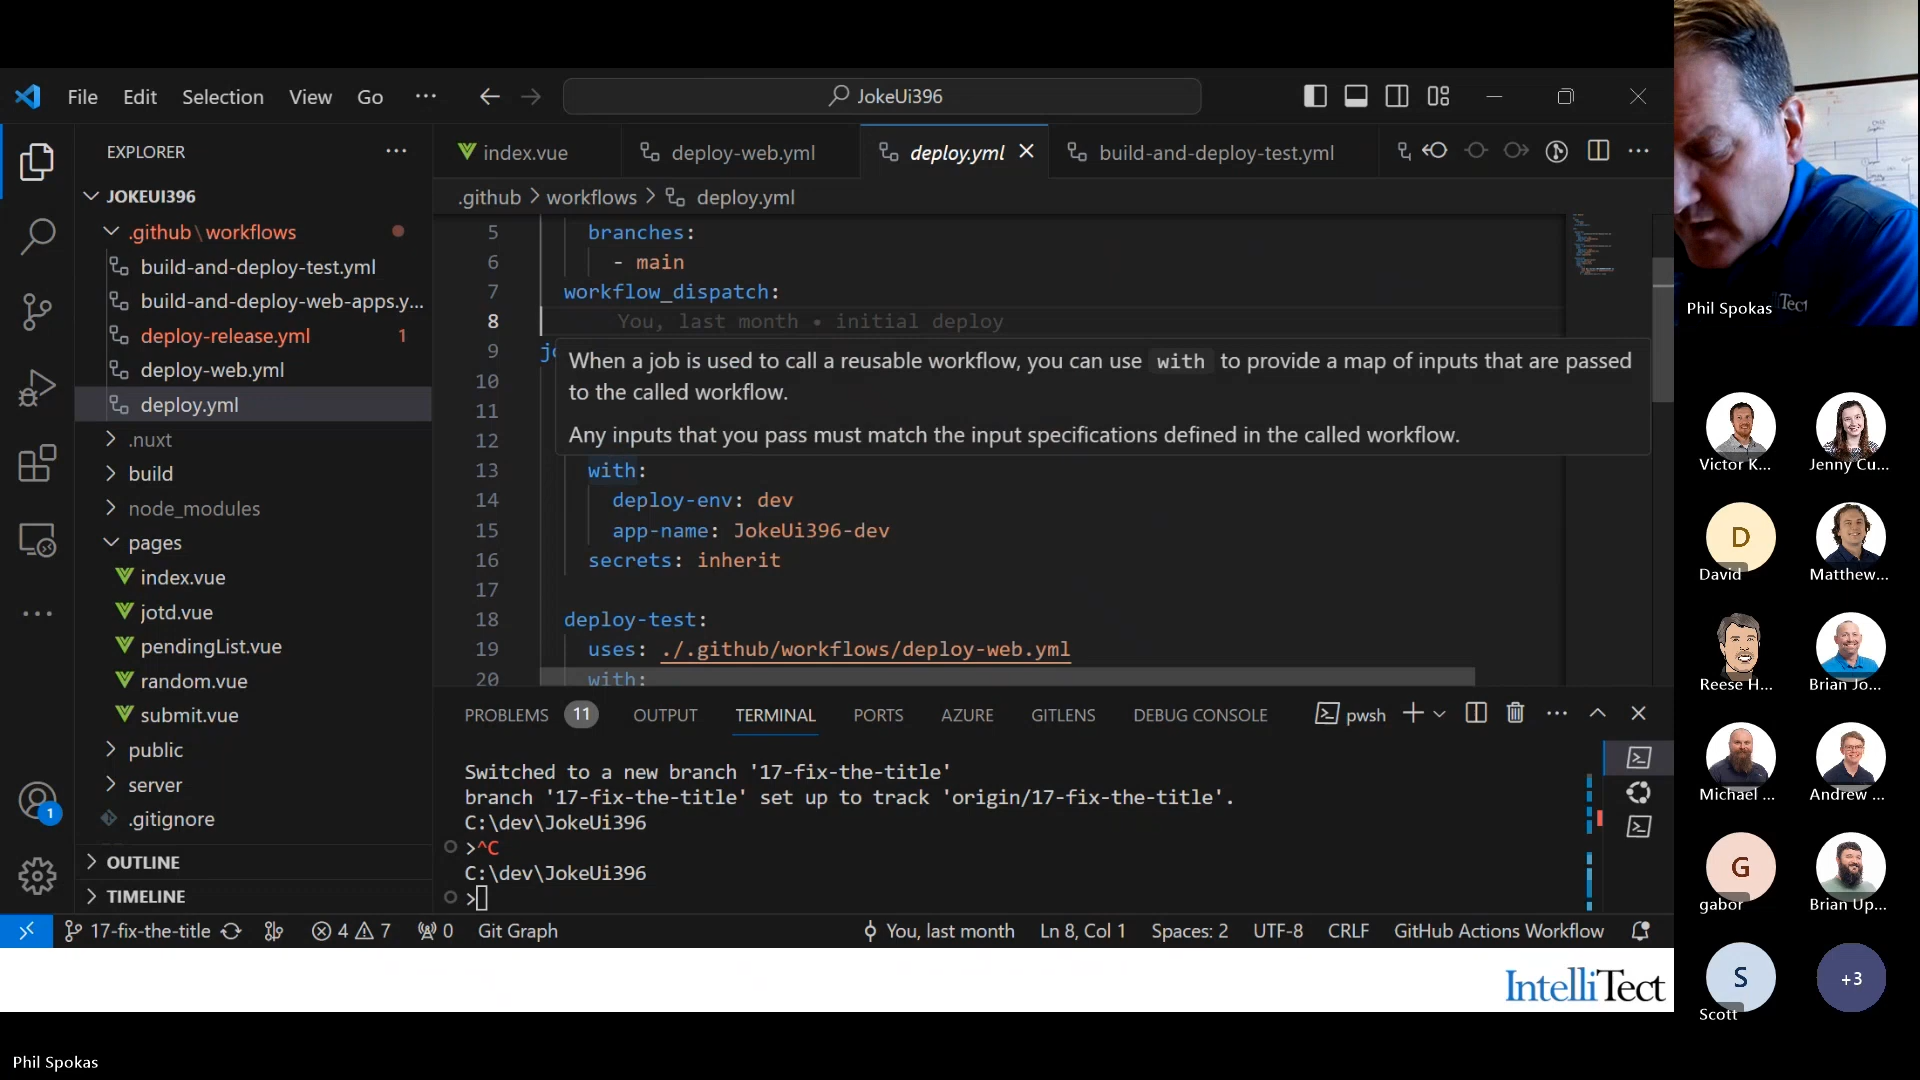 File
Edit
Selection
View
Go
JokeUi396
EXPLORER
JOKEUI396
.github\workflows
build-and-deploy-test.yml
build-and-deploy-web-apps.y...
deploy-release.yml
1
deploy-web.yml
deploy.yml
.nuxt
build
node_modules
pages
index.vue
jotd.vue
pendingList.vue
random.vue
submit.vue
public
server
.gitignore
OUTLINE
TIMELINE
1
index.vue
deploy-web.yml
deploy.yml
build-and-deploy-test.yml
.github > workflows > deploy.yml
5 branches:
6 - main
7 workflow_dispatch:
8 You, last month • initial deploy
9 jo
When a job is used to call a reusable workflow, you can use with to provide a map of inputs that are passed
10
to the called workflow.
11
Any inputs that you pass must match the input specifications defined in the called workflow.
12
13 with:
14 deploy-env: dev
15 app-name: JokeUi396-dev
16 secrets: inherit
17
18 deploy-test:
19 uses: ./.github/workflows/deploy-web.yml
20 with:
PROBLEMS 11 OUTPUT TERMINAL PORTS AZURE GITLENS DEBUG CONSOLE
pwsh
Switched to a new branch '17-fix-the-title'
branch '17-fix-the-title' set up to track 'origin/17-fix-the-title'.
C:\dev\JokeUi396
>^C
C:\dev\JokeUi396
>
17-fix-the-title 4 7 0 Git Graph
You, last month Ln 8, Col 1 Spaces: 2 UTF-8 CRLF GitHub Actions Workflow
IntelliTect
Phil Spokas
Tect
Phil Spokas
Victor K...
Jenny Cu...
D
David
Matthew...
Reese H...
Brian Jo...
Michael ...
Andrew ...
G
gabor
Brian Up...
S
Scott
+3